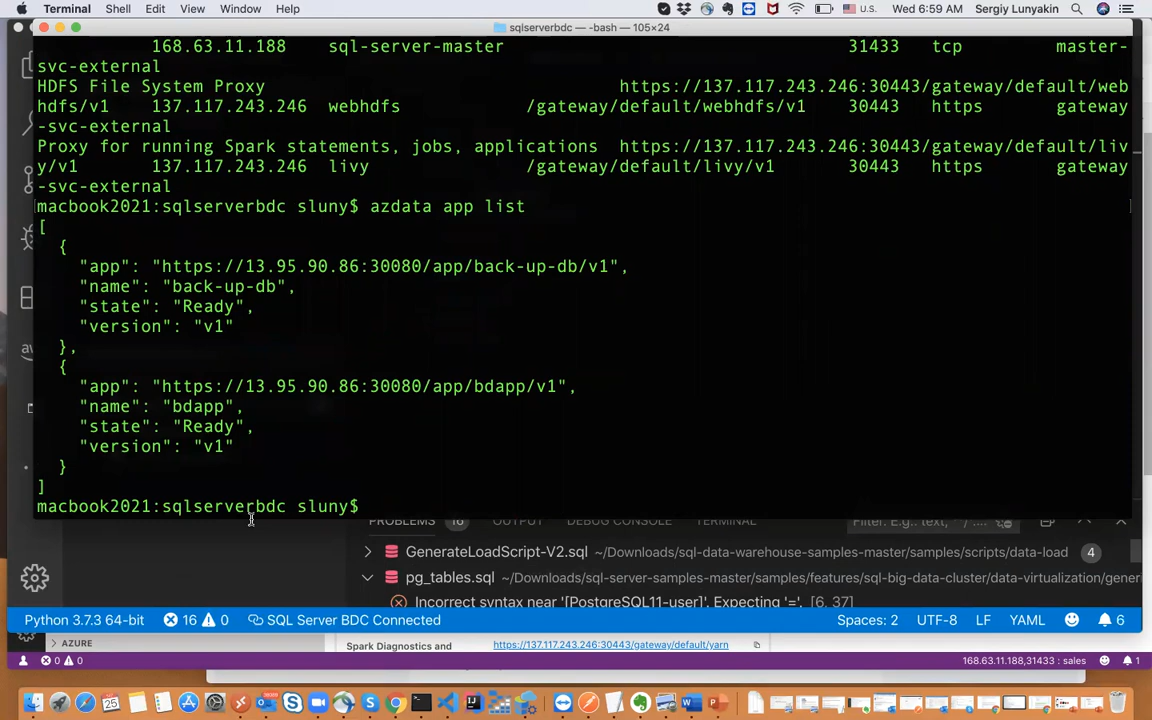 Terminal Shell Edit View Window Help U.S. Wed 6:59 AM Sergiy Lunyakin
sqlserverbdc — -bash — 105×24
168.63.11.188 sql-server-master 31433 tcp master-
svc-external
HDFS File System Proxy https://137.117.243.246:30443/gateway/default/web
hdfs/v1 137.117.243.246 webhdfs /gateway/default/webhdfs/v1 30443 https gateway
-svc-external
Proxy for running Spark statements, jobs, applications https://137.117.243.246:30443/gateway/default/liv
y/v1 137.117.243.246 livy /gateway/default/livy/v1 30443 https gateway
-svc-external
macbook2021:sqlserverbdc sluny$ azdata app list
[
{
"app": "https://13.95.90.86:30080/app/back-up-db/v1",
"name": "back-up-db",
"state": "Ready",
"version": "v1"
},
{
"app": "https://13.95.90.86:30080/app/bdapp/v1",
"name": "bdapp",
"state": "Ready",
"version": "v1"
}
]
macbook2021:sqlserverbdc sluny$
PROBLEMS 16 OUTPUT DEBUG CONSOLE TERMINAL Filter. E.g.: text,
GenerateLoadScript-V2.sql ~/Downloads/sql-data-warehouse-samples-master/samples/scripts/data-load 4
pg_tables.sql ~/Downloads/sql-server-samples-master/samples/features/sql-big-data-cluster/data-virtualization/generi
Incorrect syntax near '[PostgreSQL11-user]'. Expecting '=', [6, 37]
Python 3.7.3 64-bit 16 0 SQL Server BDC Connected Spaces: 2 UTF-8 LF YAML 6
AZURE
Spark Diagnostics and https://137.117.243.246:30443/gateway/default/yarn
0 0 168.63.11.188,31433 : sales 1